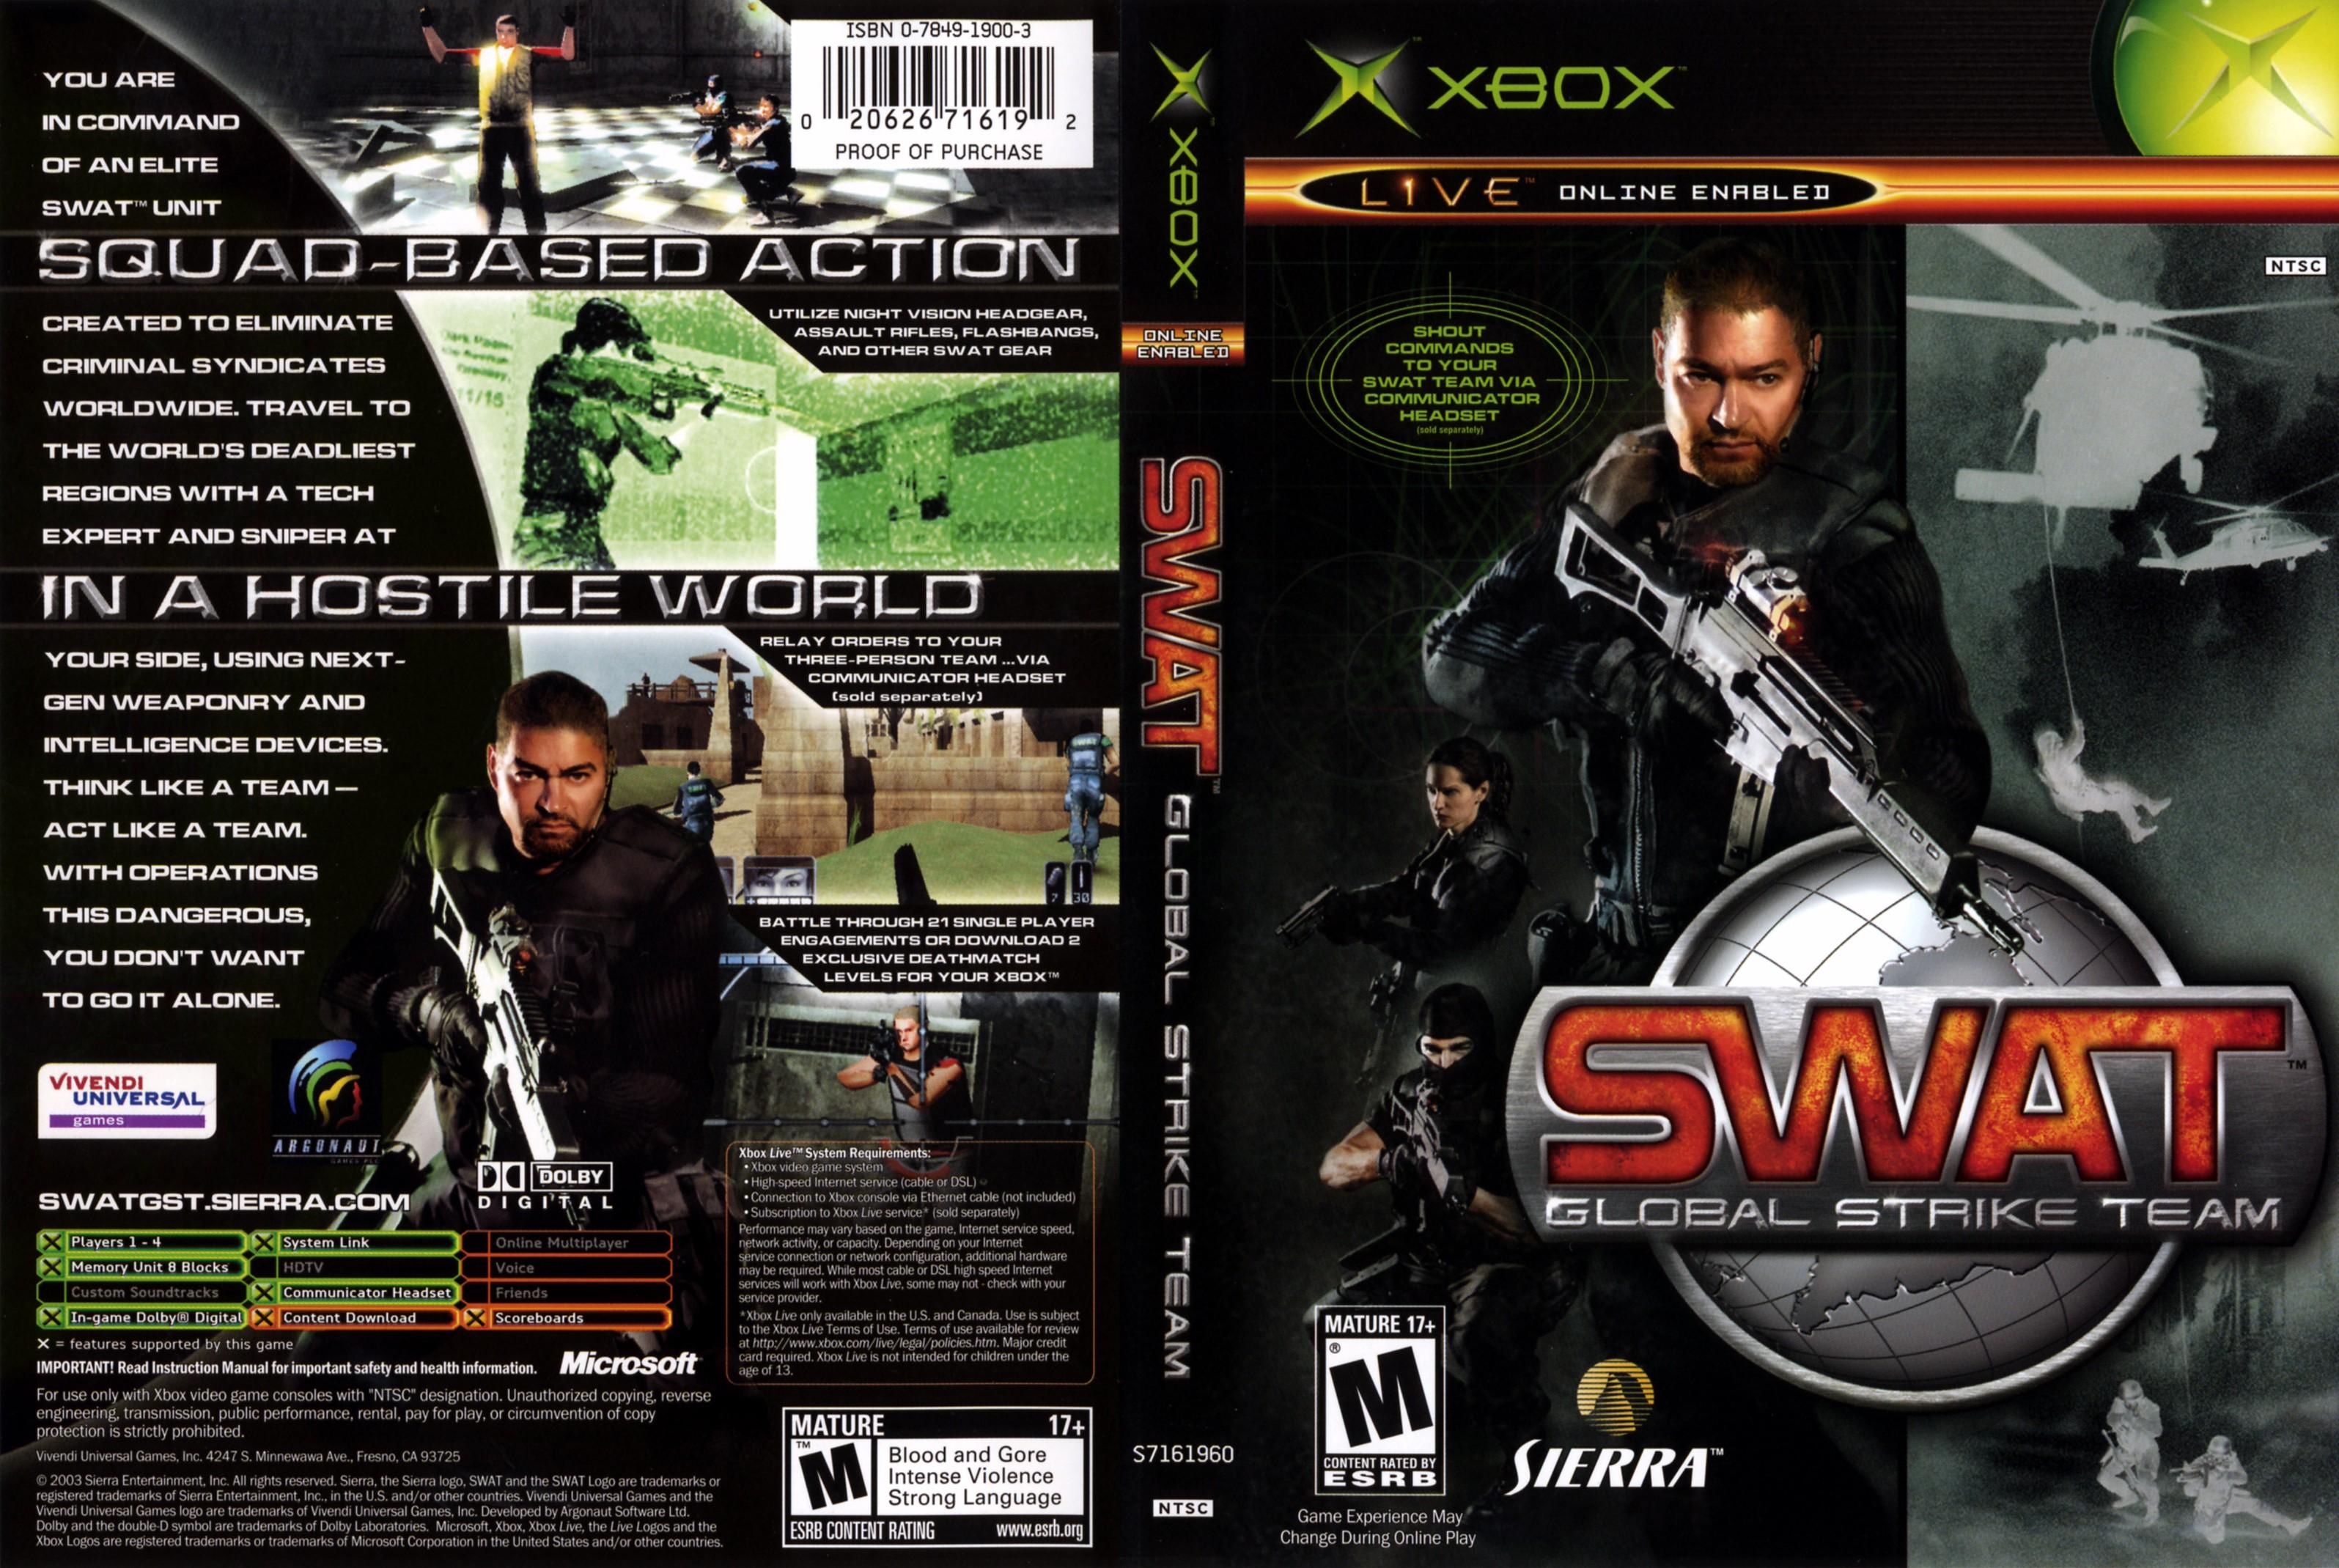 YOU ARE
IN COMMAND
OF AN ELITE
SWAT™ UNIT
ISBN 0-7849-1900-3
0 20626 71619 2
PROOF OF PURCHASE
SQUAD-BASED ACTION
CREATED TO ELIMINATE
CRIMINAL SYNDICATES
WORLDWIDE. TRAVEL TO
THE WORLD'S DEADLIEST
REGIONS WITH A TECH
EXPERT AND SNIPER AT
UTILIZE NIGHT VISION HEADGEAR,
ASSAULT RIFLES, FLASHBANGS,
AND OTHER SWAT GEAR
11/16
IN A HOSTILE WORLD
YOUR SIDE, USING NEXT-
GEN WEAPONRY AND
INTELLIGENCE DEVICES.
THINK LIKE A TEAM —
ACT LIKE A TEAM.
WITH OPERATIONS
THIS DANGEROUS,
YOU DON'T WANT
TO GO IT ALONE.
RELAY ORDERS TO YOUR
THREE-PERSON TEAM ...VIA
COMMUNICATOR HEADSET
(sold separately)
7 30
BATTLE THROUGH 21 SINGLE PLAYER
ENGAGEMENTS OR DOWNLOAD 2
EXCLUSIVE DEATHMATCH
LEVELS FOR YOUR XBOX™
VIVENDI
UNIVERSAL
games
ARGONAUT
GAMES PLC
DOLBY
DIGITAL
SWATGST.SIERRA.COM
Players 1 - 4
System Link
Online Multiplayer
Memory Unit 8 Blocks
HDTV
Voice
Custom Soundtracks
Communicator Headset
Friends
In-game Dolby® Digital
Content Download
Scoreboards
X = features supported by this game
IMPORTANT! Read Instruction Manual for important safety and health information.
Microsoft
For use only with Xbox video game consoles with "NTSC" designation. Unauthorized copying, reverse
engineering, transmission, public performance, rental, pay for play, or circumvention of copy
protection is strictly prohibited.
Vivendi Universal Games, Inc. 4247 S. Minnewawa Ave., Fresno, CA 93725
© 2003 Sierra Entertainment, Inc. All rights reserved. Sierra, the Sierra logo, SWAT and the SWAT Logo are trademarks or
registered trademarks of Sierra Entertainment, Inc., in the U.S. and/or other countries. Vivendi Universal Games and the
Vivendi Universal Games logo are trademarks of Vivendi Universal Games, Inc. Developed by Argonaut Software Ltd.
Dolby and the double-D symbol are trademarks of Dolby Laboratories. Microsoft, Xbox, Xbox Live, the Live Logos and the
Xbox Logos are registered trademarks or trademarks of Microsoft Corporation in the United States and/or other countries.
Xbox Live™ System Requirements:
• Xbox video game system
• High-speed Internet service (cable or DSL)
• Connection to Xbox console via Ethernet cable (not included)
• Subscription to Xbox Live service* (sold separately)
Performance may vary based on the game, Internet service speed,
network activity, or capacity. Depending on your Internet
service connection or network configuration, additional hardware
may be required. While most cable or DSL high speed Internet
services will work with Xbox Live, some may not - check with your
service provider.
*Xbox Live only available in the U.S. and Canada. Use is subject
to the Xbox Live Terms of Use. Terms of use available for review
at http://www.xbox.com/live/legal/policies.htm. Major credit
card required. Xbox Live is not intended for children under the
age of 13.
MATURE 17+
M™
Blood and Gore
Intense Violence
Strong Language
ESRB CONTENT RATING www.esrb.org
XBOX™
ONLINE
ENABLED
SWAT™
GLOBAL STRIKE TEAM
S7161960
NTSC
XBOX™
LIVE™ ONLINE ENABLED
NTSC
SHOUT
COMMANDS
TO YOUR
SWAT TEAM VIA
COMMUNICATOR
HEADSET
(sold separately)
SWAT™
GLOBAL STRIKE TEAM
MATURE 17+
M®
CONTENT RATED BY
ESRB
SIERRA™
Game Experience May
Change During Online Play